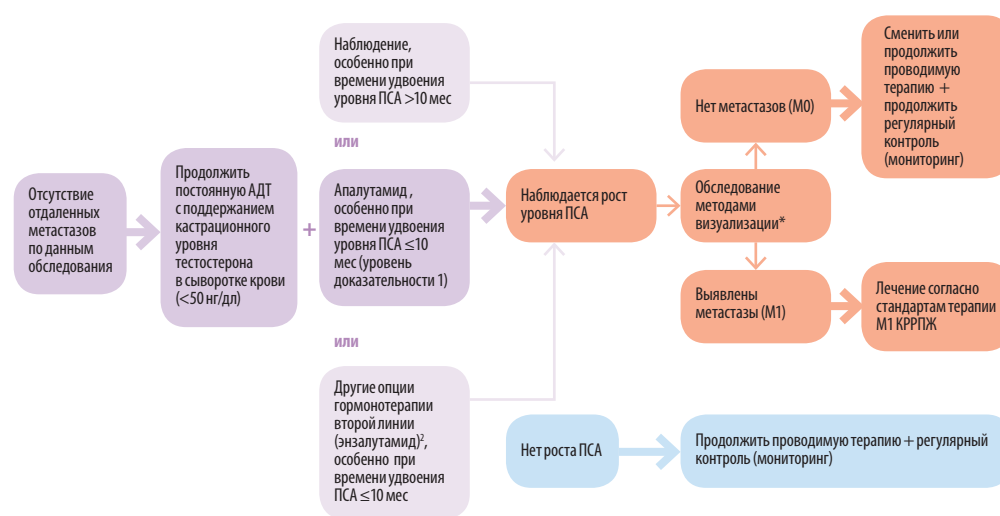 Отсутствие
отдаленных
метастазов
по данным
обследования
Продолжить
постоянную АДТ
с поддержанием
кастрационного
уровня
тестостерона
в сыворотке крови
(<50 нг/дл)
+
Наблюдение,
особенно при
времени удвоения
уровня ПСА >10 мес
или
Апалутамид ,
особенно при
времени удвоения
уровня ПСА ≤10
мес (уровень
доказательности 1)
или
Другие опции
гормонотерапии
второй линии
(энзалутамид)²,
особенно при
времени удвоения
ПСА ≤10 мес
Наблюдается рост
уровня ПСА
Обследование
методами
визуализации*
Нет метастазов (М0)
Сменить или
продолжить
проводимую
терапию +
продолжить
регулярный
контроль
(мониторинг)
Выявлены
метастазы (М1)
Лечение согласно
стандартам терапии
М1 КРРПЖ
Нет роста ПСА
Продолжить проводимую терапию + регулярный
контроль (мониторинг)